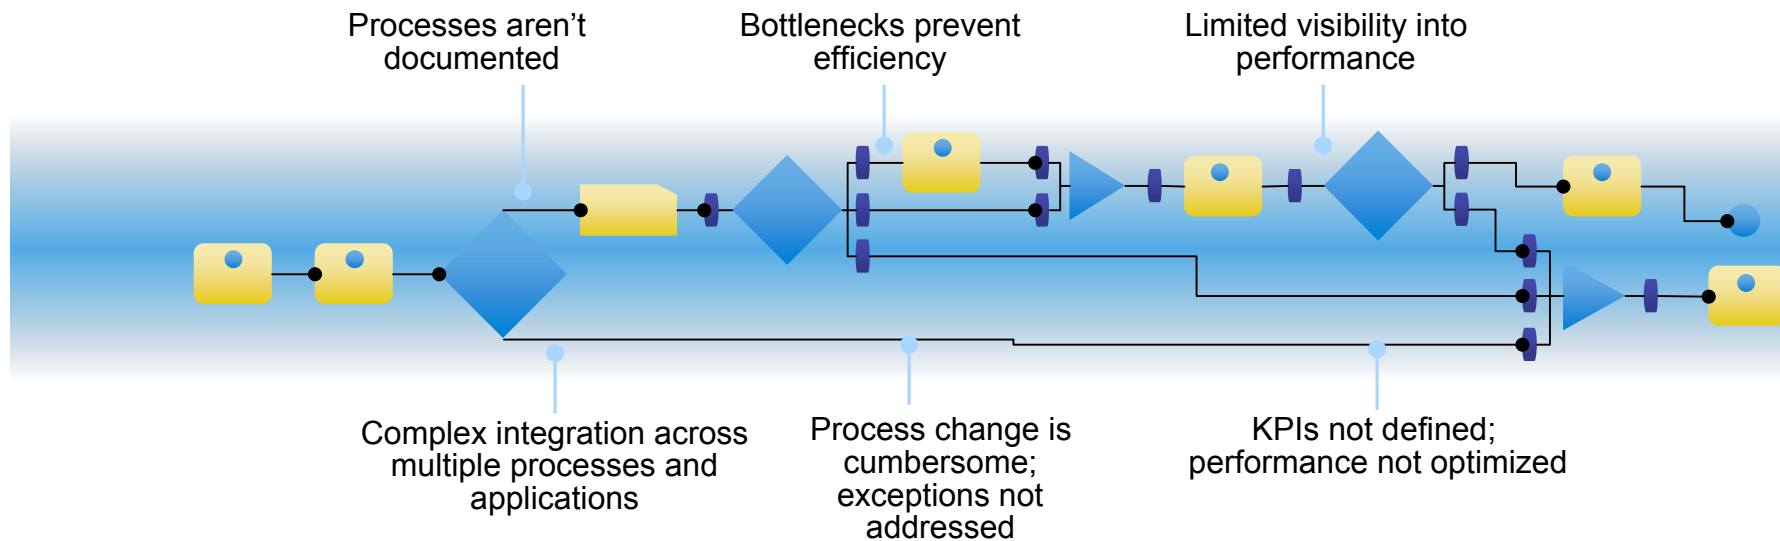 Processes aren’t
documented
Bottlenecks prevent
efficiency
Limited visibility into
performance
Complex integration across
multiple processes and
applications
Process change is
cumbersome;
exceptions not
addressed
KPIs not defined;
performance not optimized